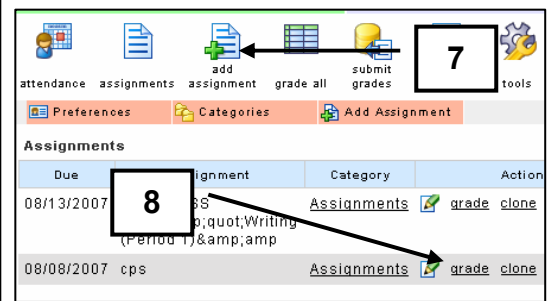 add submit
attendance assignments assignment grade all grades tools
7
Preferences Categories Add Assignment
Assignments
Due ignment Category Action
08/13/2007 SS Assignments grade clone
p;quot;Writing
(Period 1)&amp;amp
8
08/08/2007 cps Assignments grade clone